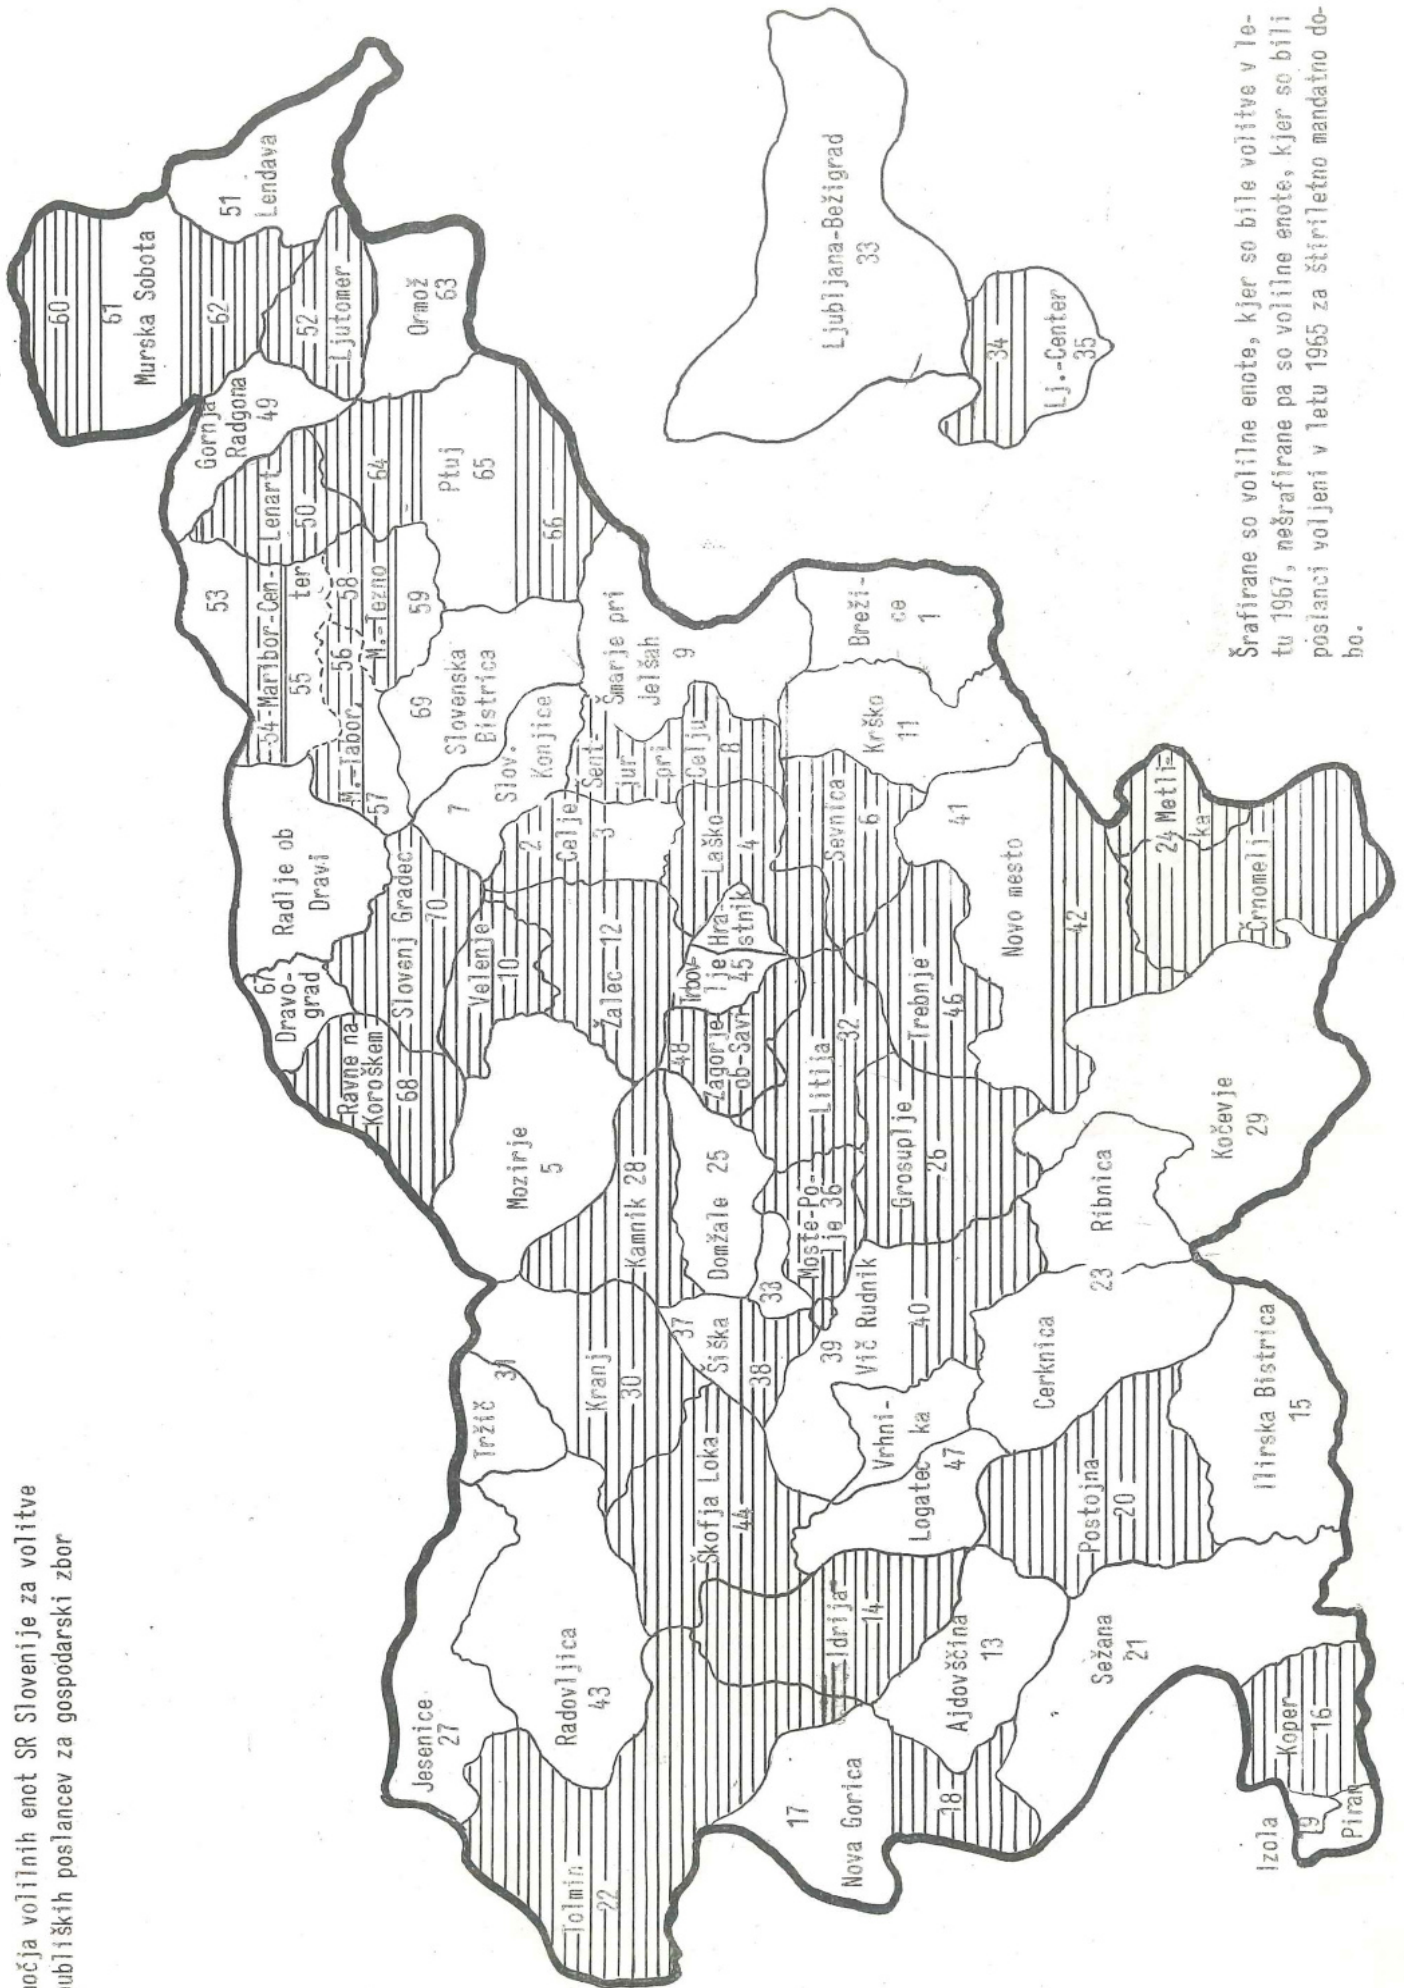 močja volilnih enot SR Slovenije za volitve
publiških poslancev za gospodarski zbor
Jesenice
27
Radovljica
43
Tržič
31
Kranj
30
Tolmin
22
Škofja Loka
44
37
Šiška
38
Kamnik 28
Mozirje
5
Domžale 25
33
Ravne na
Koroškem
68
67
Dravo-
grad
Radlje ob
Dravi
Slovenj Gradec
70
Velenje
10
Žalec 12
2
Celje
3
7
Slov.
Konjice
69
Slovenska
Bistrica
53
54 Maribor-Cen-
ter
55
M.-Tabor
56
57
58
M.-Tezno
59
Lenart
50
Gornja
Radgona
49
60
61
Murska Sobota
62
51
Lendava
52
Ljutomer
Ormož
63
64
Ptuj
65
66
Šmarje pri
Jelšah
9
Šent-
jur
pri
Celju
8
Laško
4
Hra
stnik
Trbov-
lje
45
48
Zagorje
ob Savi
Litija
32
Moste-Po-
lje 36
39
Vič Rudnik
40
Vrhni-
ka
Logatec
47
Idrija
14
17
Nova Gorica
18
Ajdovščina
13
Sežana
21
Postojna
20
Cerknica
23
Ribnica
Grosuplje
26
Trebnje
46
Sevnica
6
Krško
11
Breži-
ce
1
41
Novo mesto
42
24 Metli-
ka
Črnomelj
Kočevje
29
Ilirska Bistrica
15
Koper
16
Izola
19
Piran
Ljubljana-Bežigrad
33
34
Lj.-Center
35
Šrafirane so volilne enote, kjer so bile volitve v le-
tu 1967, nešrafirane pa so volilne enote, kjer so bili
poslanci voljeni v letu 1965 za štiriletno mandatno do-
bo.